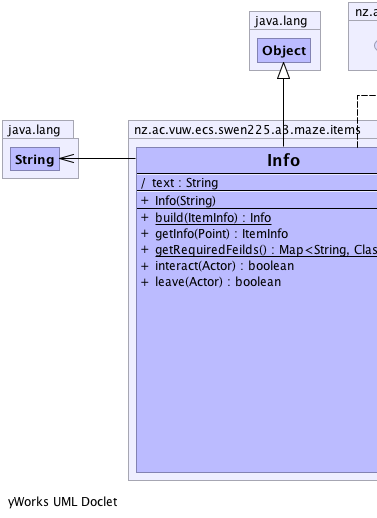 java.lang
Object
nz.a
java.lang
String
nz.ac.vuw.ecs.swen225.a3.maze.items
Info
/ text : String
+ Info(String)
+ build(ItemInfo) : Info
+ getInfo(Point) : ItemInfo
+ getRequiredFeilds() : Map<String, Clas
+ interact(Actor) : boolean
+ leave(Actor) : boolean
yWorks UML Doclet